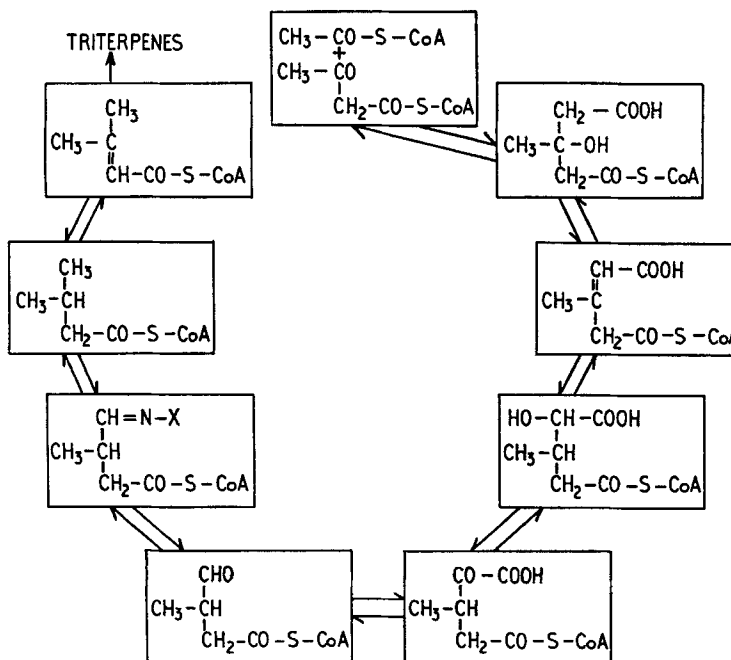 TRITERPENES
CH3
CH3-C
CH-CO-S-CoA
CH3-CO-S-CoA
+
CH3-CO
CH2-CO-S-CoA
CH2-COOH
CH3-C-OH
CH2-CO-S-CoA
CH3
CH3-CH
CH2-CO-S-CoA
CH-COOH
CH3-C
CH2-CO-S-CoA
CH=N-X
CH3-CH
CH2-CO-S-CoA
HO-CH-COOH
CH3-CH
CH2-CO-S-CoA
CHO
CH3-CH
CH2-CO-S-CoA
CO-COOH
CH3-CH
CH2-CO-S-CoA